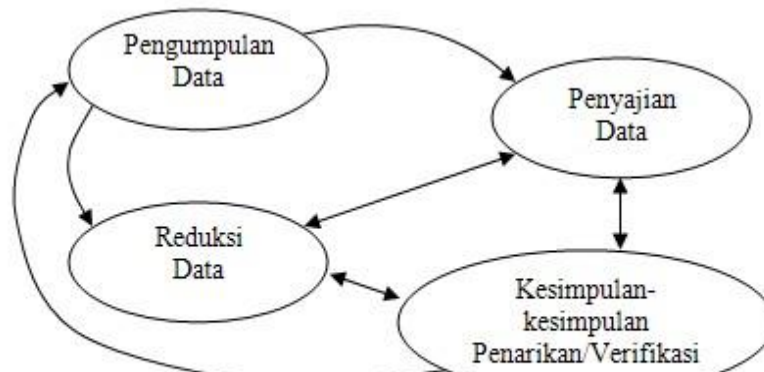 Pengumpulan
Data
Penyajian
Data
Reduksi
Data
Kesimpulan-
kesimpulan
Penarikan/Verifikasi